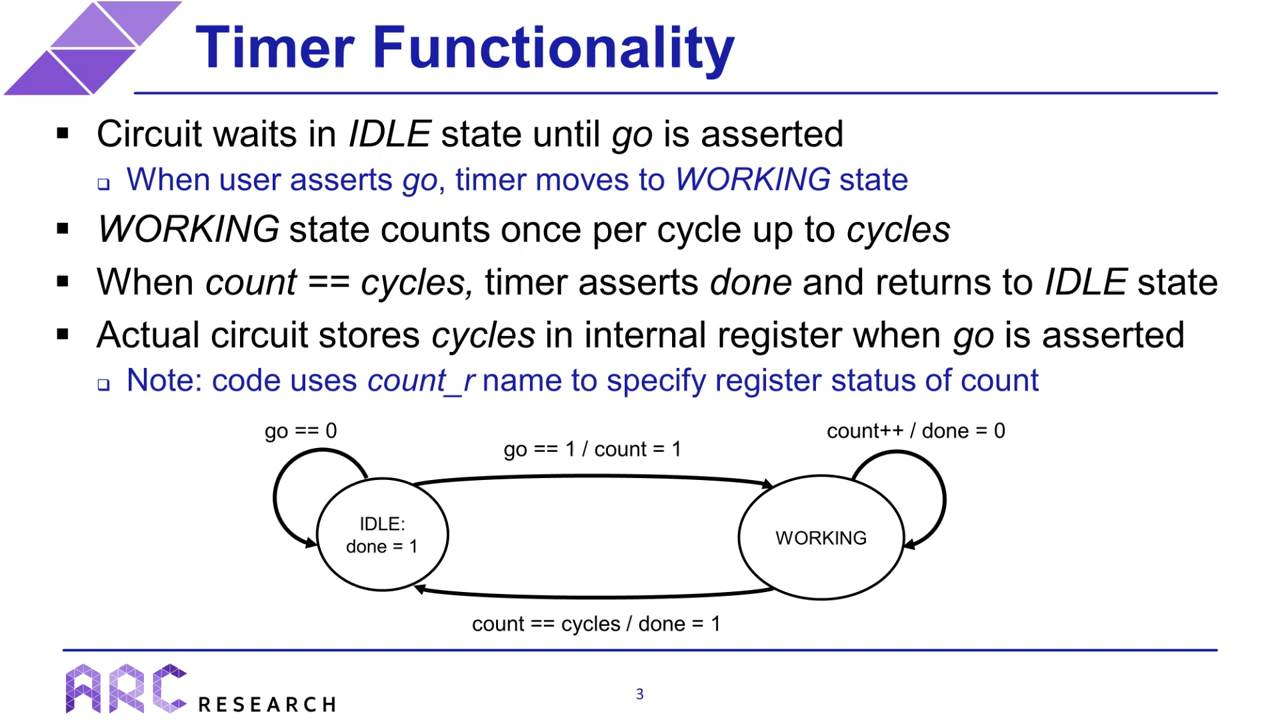 Timer Functionality
▪ Circuit waits in IDLE state until go is asserted
❑ When user asserts go, timer moves to WORKING state
▪ WORKING state counts once per cycle up to cycles
▪ When count == cycles, timer asserts done and returns to IDLE state
▪ Actual circuit stores cycles in internal register when go is asserted
❑ Note: code uses count_r name to specify register status of count
go == 0
go == 1 / count = 1
count++ / done = 0
IDLE:
done = 1
WORKING
count == cycles / done = 1
ARC RESEARCH
3